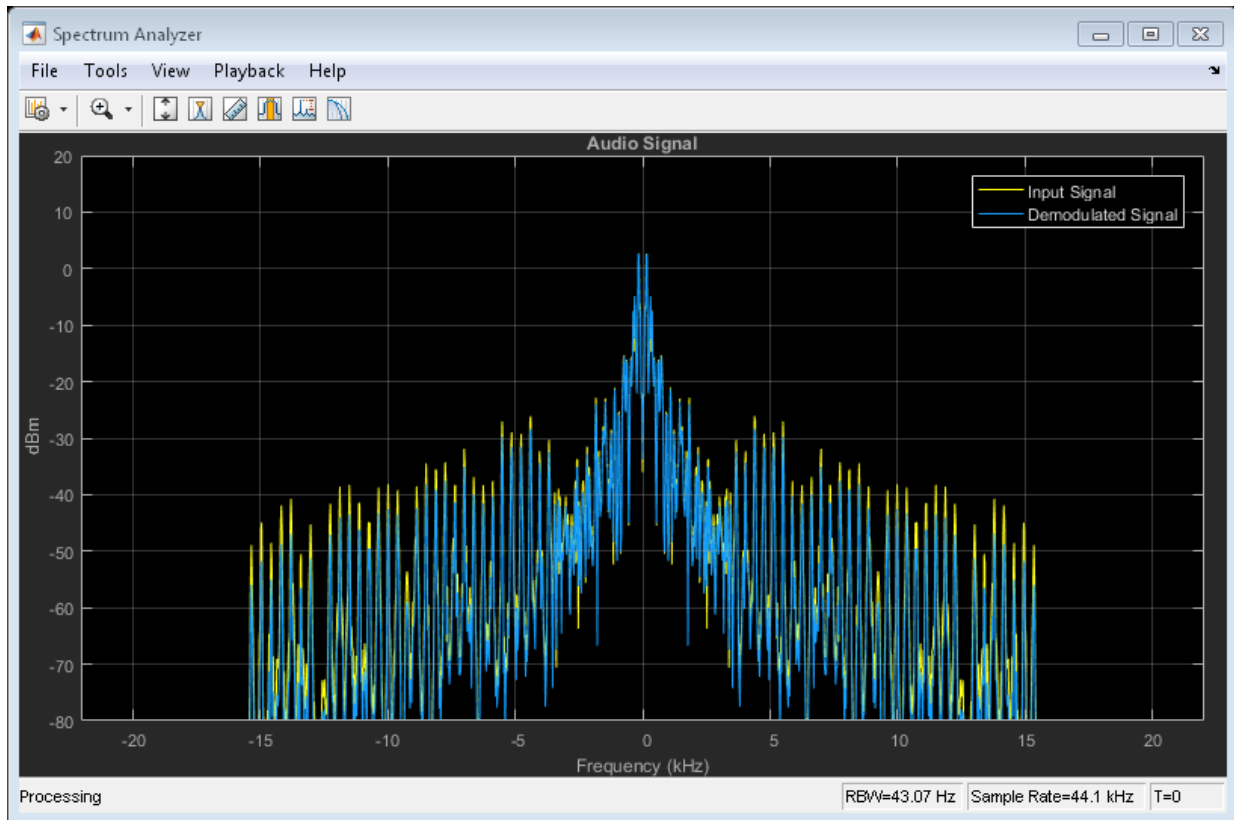 Spectrum Analyzer
File Tools View Playback Help
Audio Signal
Input Signal
Demodulated Signal
20
10
0
-10
-20
-30
-40
-50
-60
-70
-80
dBm
-20 -15 -10 -5 0 5 10 15 20
Frequency (kHz)
Processing RBW=43.07 Hz Sample Rate=44.1 kHz T=0